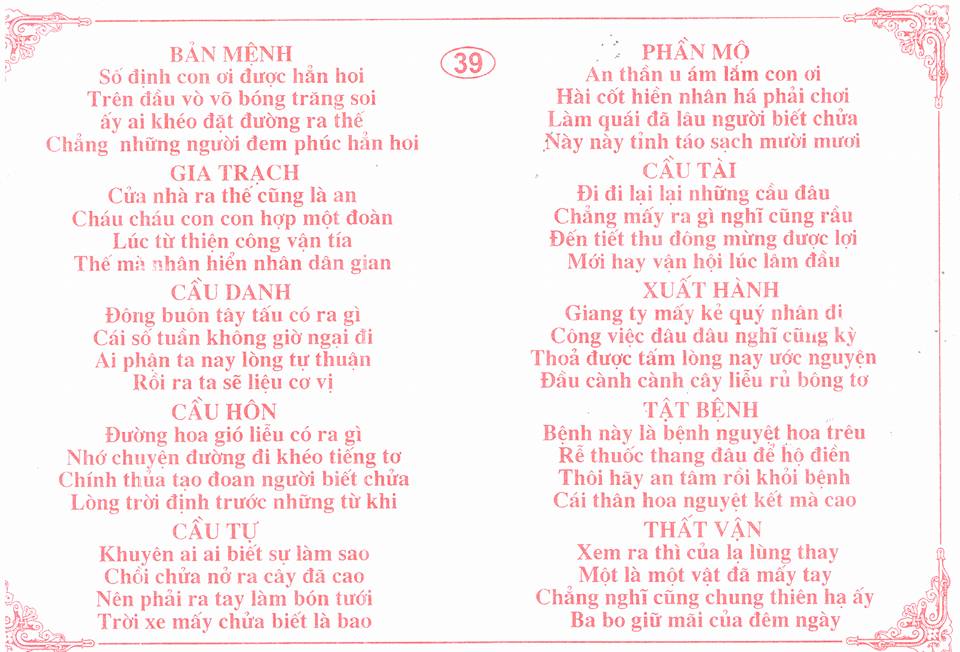 39
BẢN MỆNH
Số định con ơi được hẳn hoi
Trên đầu vò võ bóng trăng soi
ấy ai khéo đặt đường ra thế
Chẳng những người đem phúc hẳn hoi
GIA TRẠCH
Cửa nhà ra thế cũng là an
Cháu cháu con con hợp một đoàn
Lúc từ thiện công vận tía
Thế mà nhân hiển nhân dân gian
CẦU DANH
Đông buôn tây tấu có ra gì
Cái số tuần không giờ ngại đi
Ai phận ta nay lòng tự thuận
Rồi ra ta sẽ liệu cơ vị
CẦU HÔN
Đường hoa gió liễu có ra gì
Nhớ chuyện đường đi khéo tiếng tơ
Chính thủa tạo đoan người biết chửa
Lòng trời định trước những từ khi
CẦU TỰ
Khuyên ai ai biết sự làm sao
Chồi chửa nở ra cây đã cao
Nên phải ra tay làm bón tưới
Trời xe mấy chửa biết là bao
PHẦN MỘ
An thần u ám lắm con ơi
Hài cốt hiền nhân há phải chơi
Làm quái đã lâu người biết chửa
Này này tỉnh táo sạch mười mươi
CẦU TÀI
Đi đi lại lại những cầu đâu
Chẳng mấy ra gì nghĩ cũng rầu
Đến tiết thu đông mừng được lợi
Mới hay vận hội lúc lâm đầu
XUẤT HÀNH
Giang ty mấy kẻ quý nhân đi
Công việc đâu đâu nghĩ cũng kỳ
Thoả được tấm lòng nay ước nguyện
Đầu cành cành cây liễu rủ bông tơ
TẬT BỆNH
Bệnh này là bệnh nguyệt hoa trêu
Rễ thuốc thang đâu để hộ điền
Thôi hãy an tâm rồi khỏi bệnh
Cái thân hoa nguyệt kết mà cao
THẤT VẬN
Xem ra thì của lạ lùng thay
Một là một vật đã mấy tay
Chẳng nghĩ cũng chung thiên hạ ấy
Ba bo giữ mãi của đêm ngày